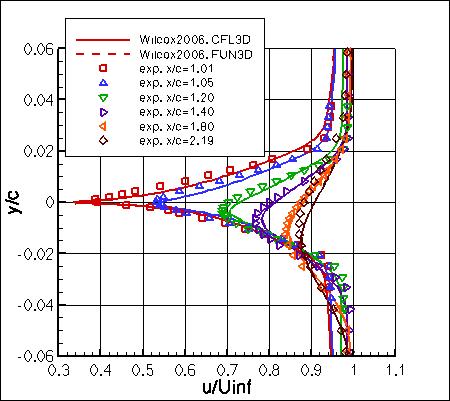 Wilcox2006, CFL3D
Wilcox2006, FUN3D
exp, x/c=1.01
exp, x/c=1.05
exp, x/c=1.20
exp, x/c=1.40
exp, x/c=1.80
exp, x/c=2.19
0.06
0.04
0.02
0
-0.02
-0.04
-0.06
y/c
0.3 0.4 0.5 0.6 0.7 0.8 0.9 1 1.1
u/Uinf